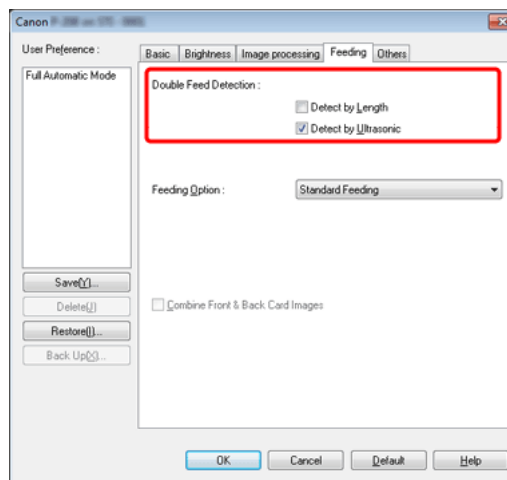 Canon
User Preference :
Full Automatic Mode
Save(Y)...
Delete(J)
Restore(I)...
Back Up(X)...
Basic Brightness Image processing Feeding Others
Double Feed Detection :
Detect by Length
Detect by Ultrasonic
Feeding Option : Standard Feeding
Combine Front & Back Card Images
OK Cancel Default Help